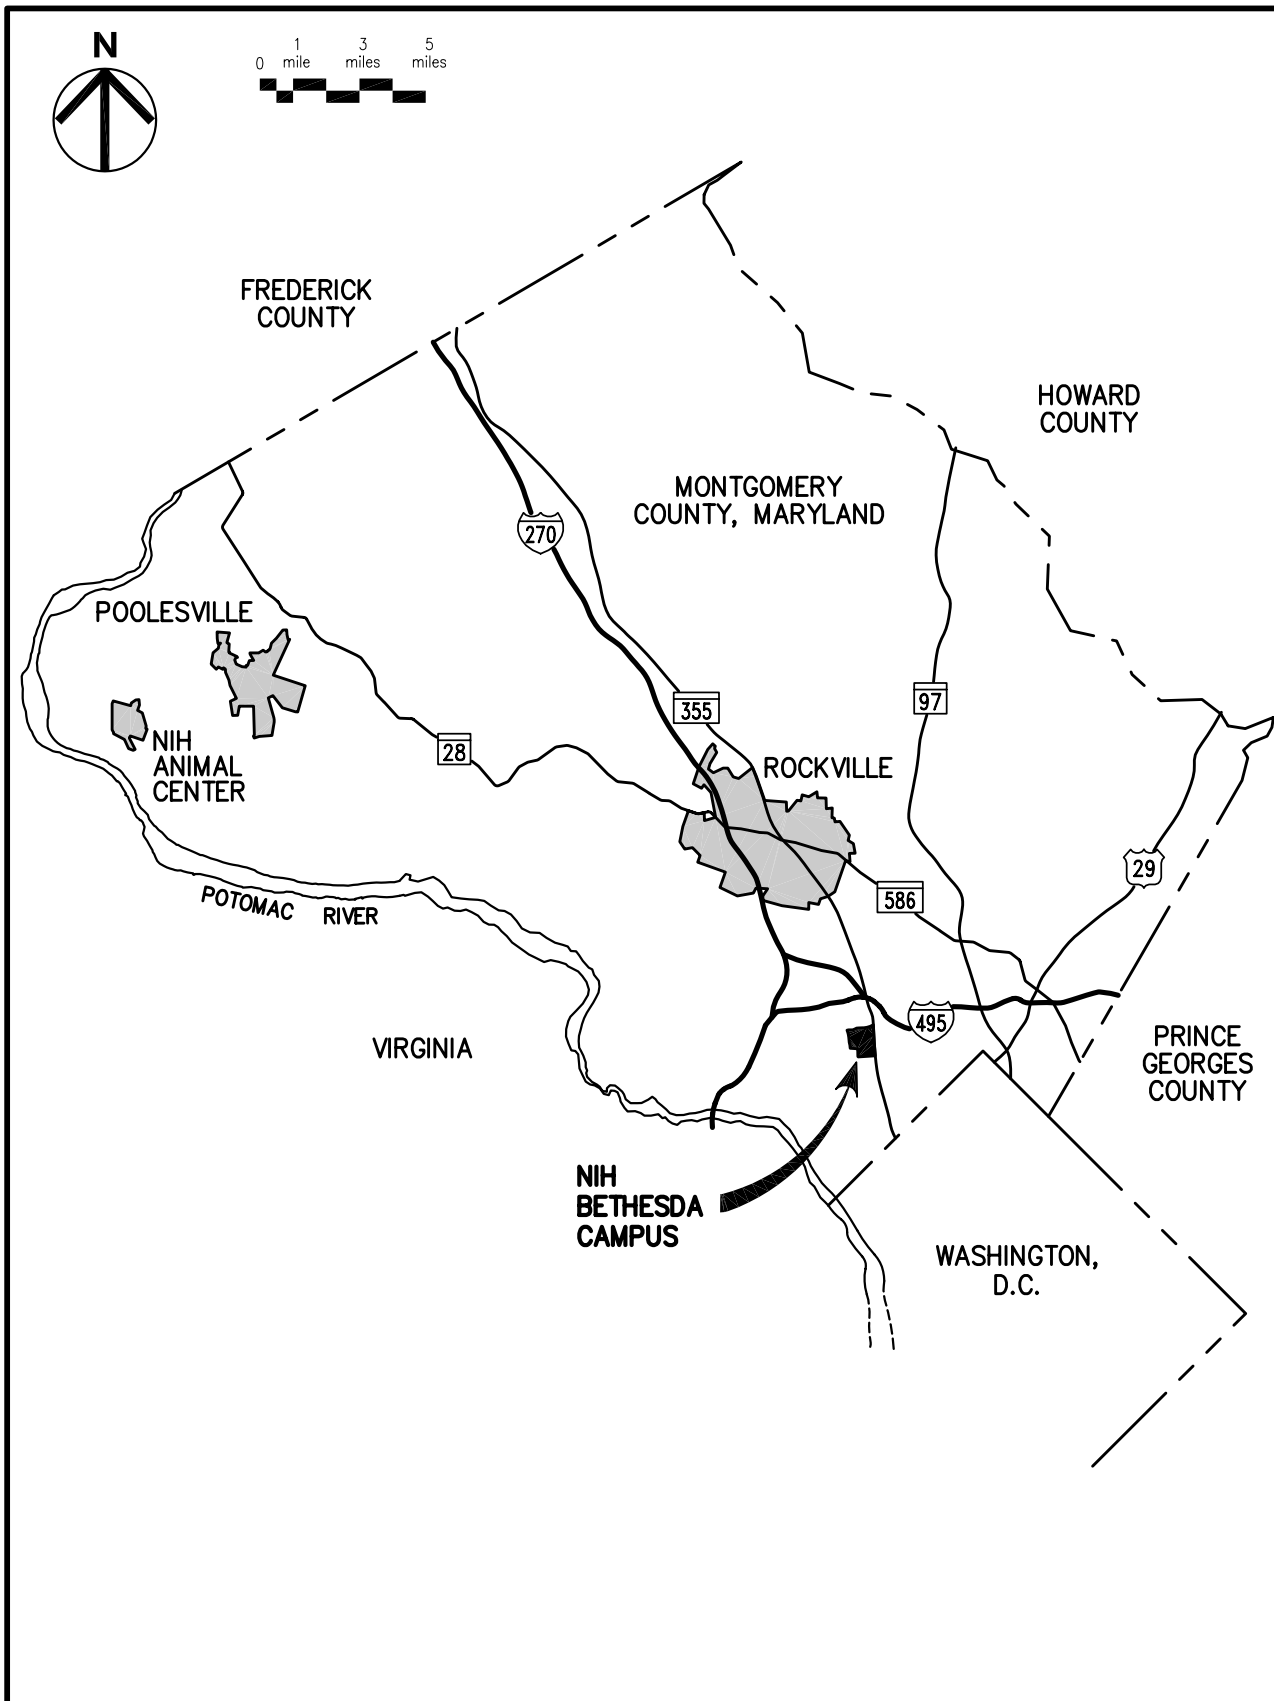 N
1 3 5
0 mile miles miles
FREDERICK
COUNTY
HOWARD
COUNTY
MONTGOMERY
COUNTY, MARYLAND
270
POOLESVILLE
355
97
NIH
ANIMAL
CENTER
28
ROCKVILLE
29
586
POTOMAC RIVER
495
VIRGINIA
PRINCE
GEORGES
COUNTY
NIH
BETHESDA
CAMPUS
WASHINGTON,
D.C.